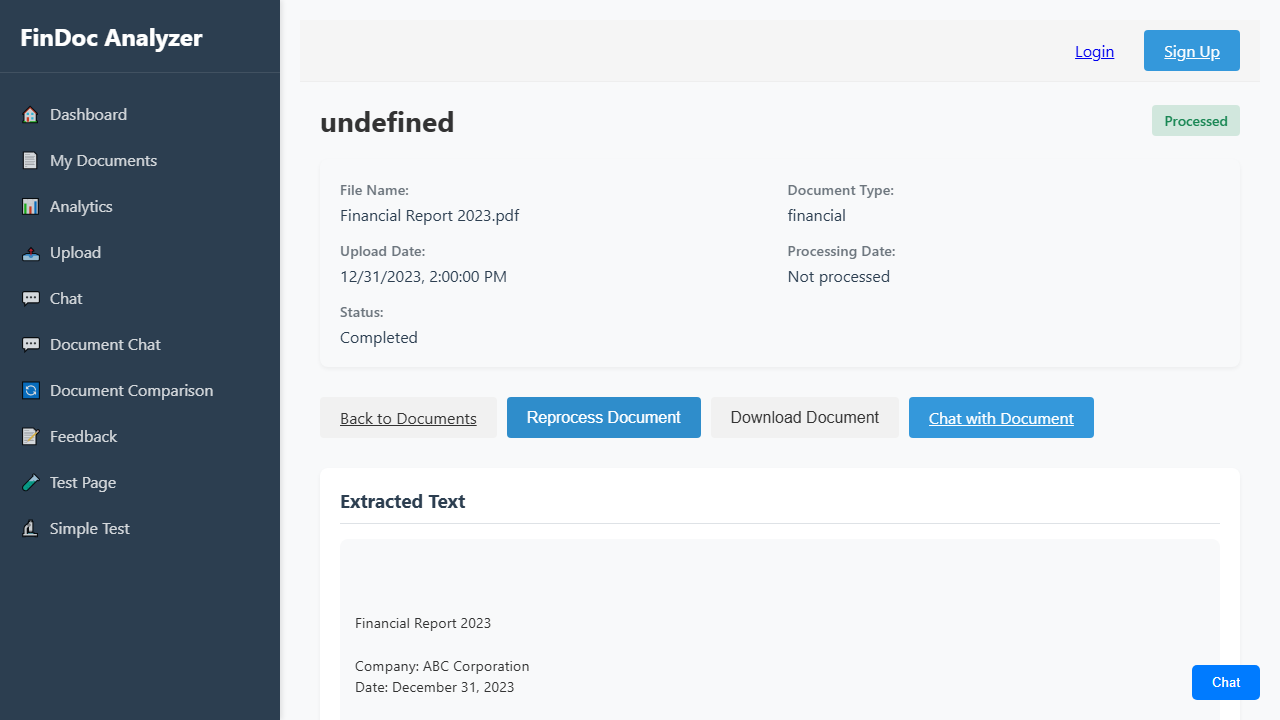 FinDoc Analyzer
Dashboard
My Documents
Analytics
Upload
Chat
Document Chat
Document Comparison
Feedback
Test Page
Simple Test
Login
Sign Up
undefined
Processed
File Name:
Financial Report 2023.pdf
Document Type:
financial
Upload Date:
12/31/2023, 2:00:00 PM
Processing Date:
Not processed
Status:
Completed
Back to Documents
Reprocess Document
Download Document
Chat with Document
Extracted Text
Financial Report 2023
Company: ABC Corporation
Date: December 31, 2023
Chat